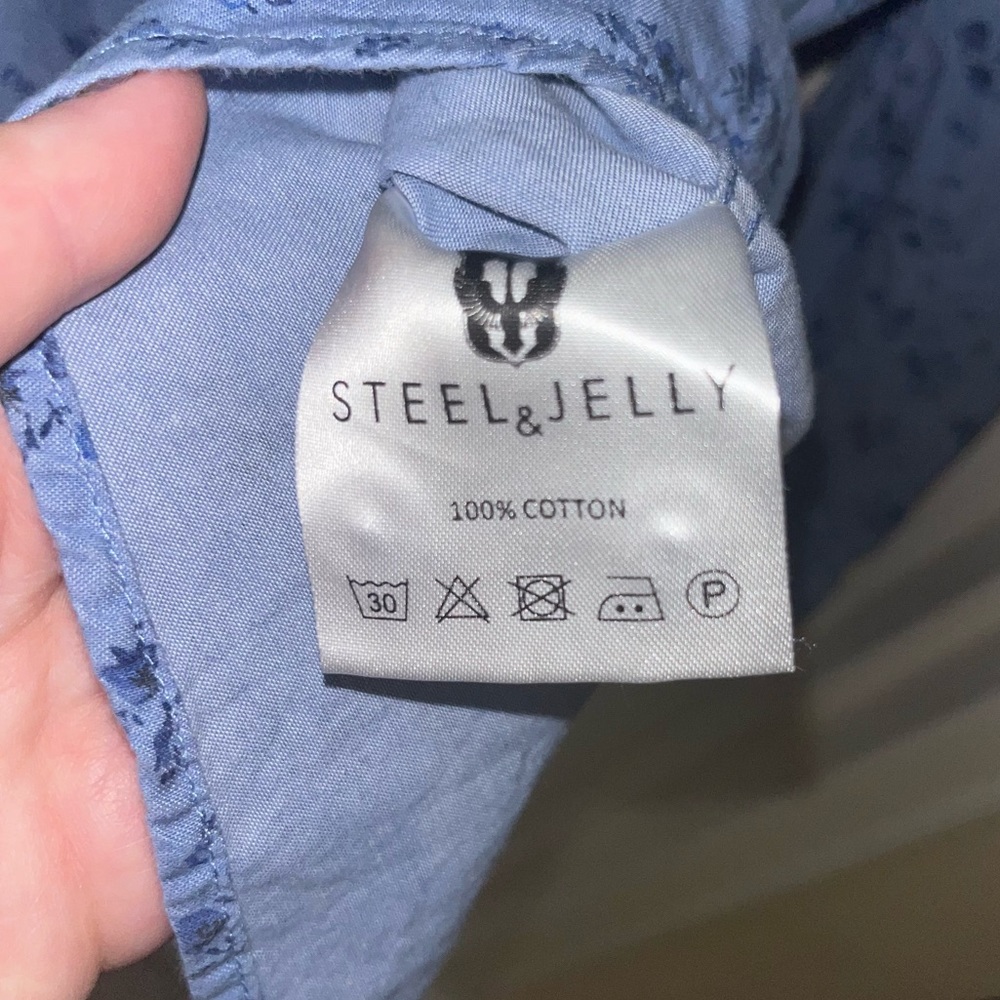 STEEL & JELLY
100% COTTON
30 P